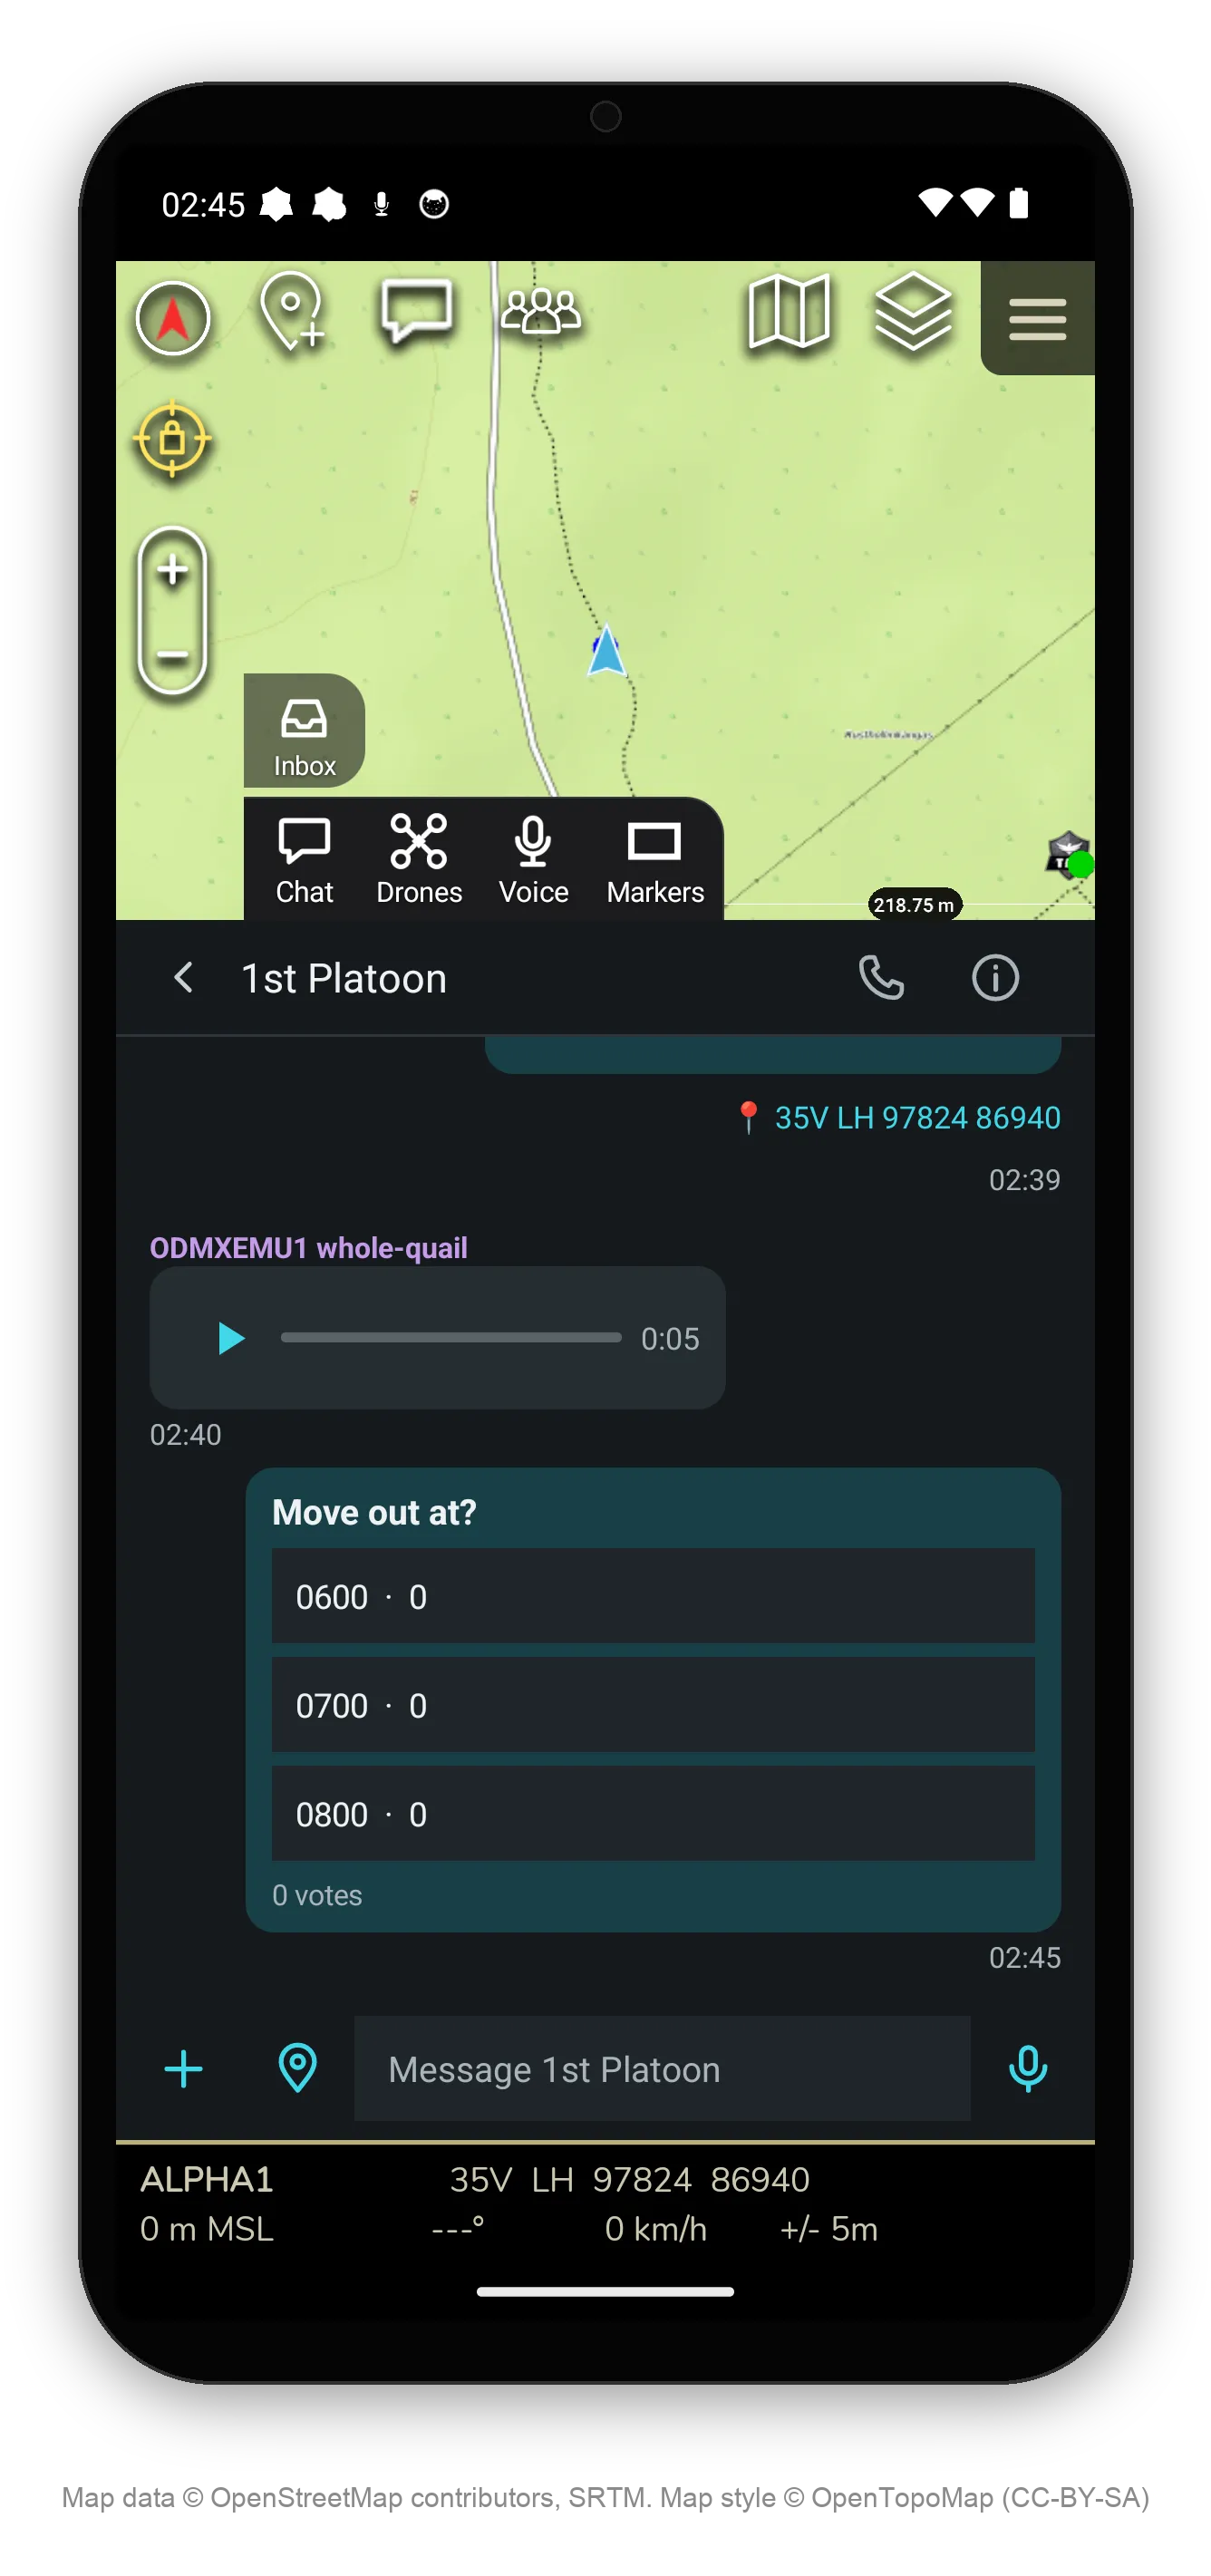 02:45
Inbox
Chat
Drones
Voice
Markers
218.75 m
1st Platoon
📍 35V LH 97824 86940
02:39
ODMXEMU1 whole-quail
0:05
02:40
Move out at?
0600 · 0
0700 · 0
0800 · 0
0 votes
02:45
Message 1st Platoon
ALPHA1 35V LH 97824 86940
0 m MSL ---° 0 km/h +/- 5m
Map data © OpenStreetMap contributors, SRTM. Map style © OpenTopoMap (CC-BY-SA)